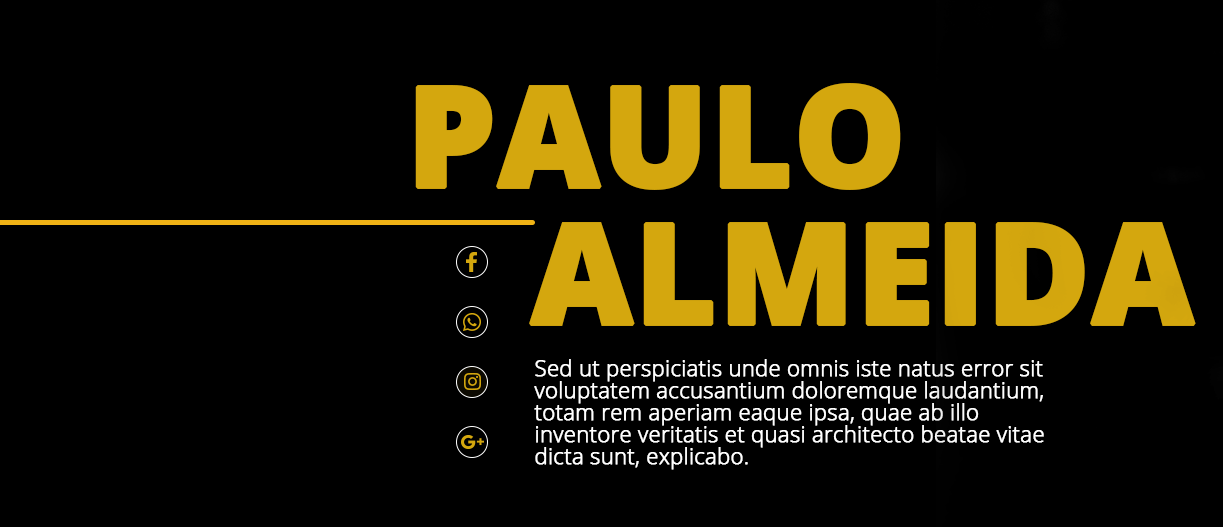 PAULO
ALMEIDA
Sed ut perspiciatis unde omnis iste natus error sit
voluptatem accusantium doloremque laudantium,
totam rem aperiam eaque ipsa, quae ab illo
inventore veritatis et quasi architecto beatae vitae
dicta sunt, explicabo.